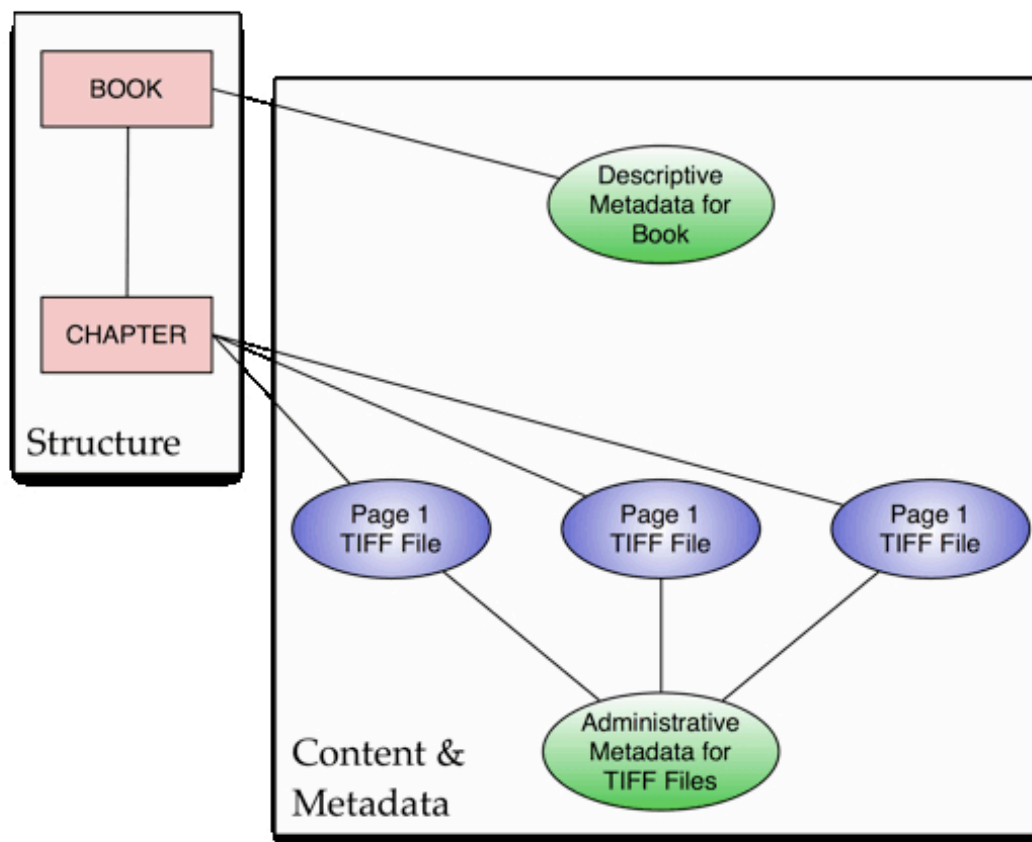 BOOK
Descriptive
Metadata for
Book
CHAPTER
Structure
Page 1
TIFF File
Page 1
TIFF File
Page 1
TIFF File
Administrative
Metadata for
TIFF Files
Content &
Metadata